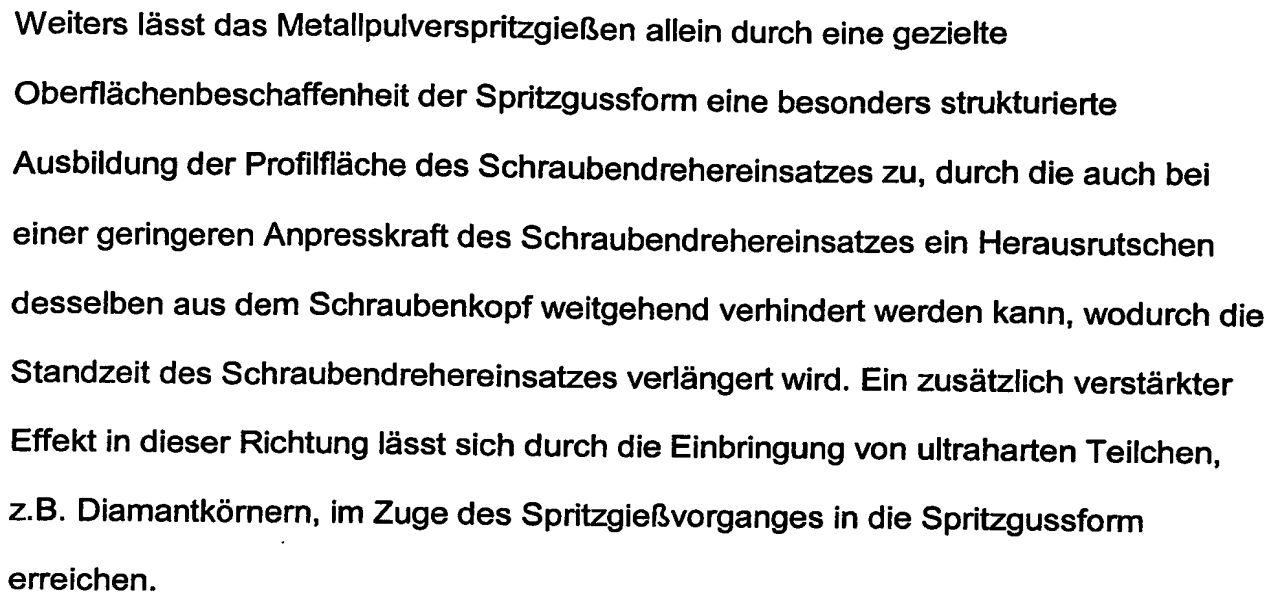 Weiters lässt das Metallpulverspritzgießen allein durch eine gezielte
Oberflächenbeschaffenheit der Spritzgussform eine besonders strukturierte
Ausbildung der Profilfläche des Schraubendrehereinsatzes zu, durch die auch bei
einer geringeren Anpresskraft des Schraubendrehereinsatzes ein Herausrutschen
desselben aus dem Schraubenkopf weitgehend verhindert werden kann, wodurch die
Standzeit des Schraubendrehereinsatzes verlängert wird. Ein zusätzlich verstärkter
Effekt in dieser Richtung lässt sich durch die Einbringung von ultraharten Teilchen,
z.B. Diamantkörnern, im Zuge des Spritzgießvorganges in die Spritzgussform
erreichen.